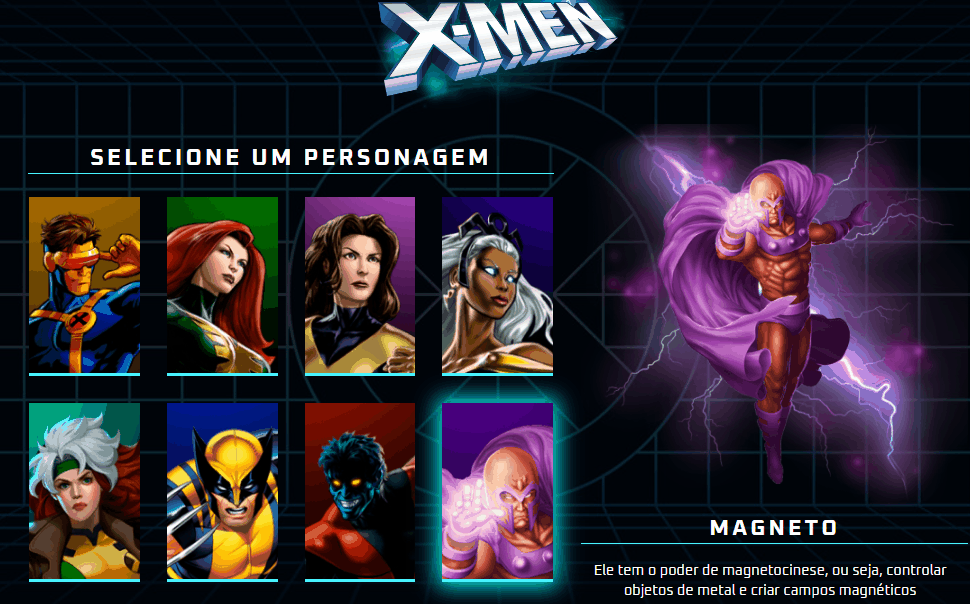 X-MEN
SELECIONE UM PERSONAGEM
MAGNETO
Ele tem o poder de magnetocinese, ou seja, controlar
objetos de metal e criar campos magnéticos